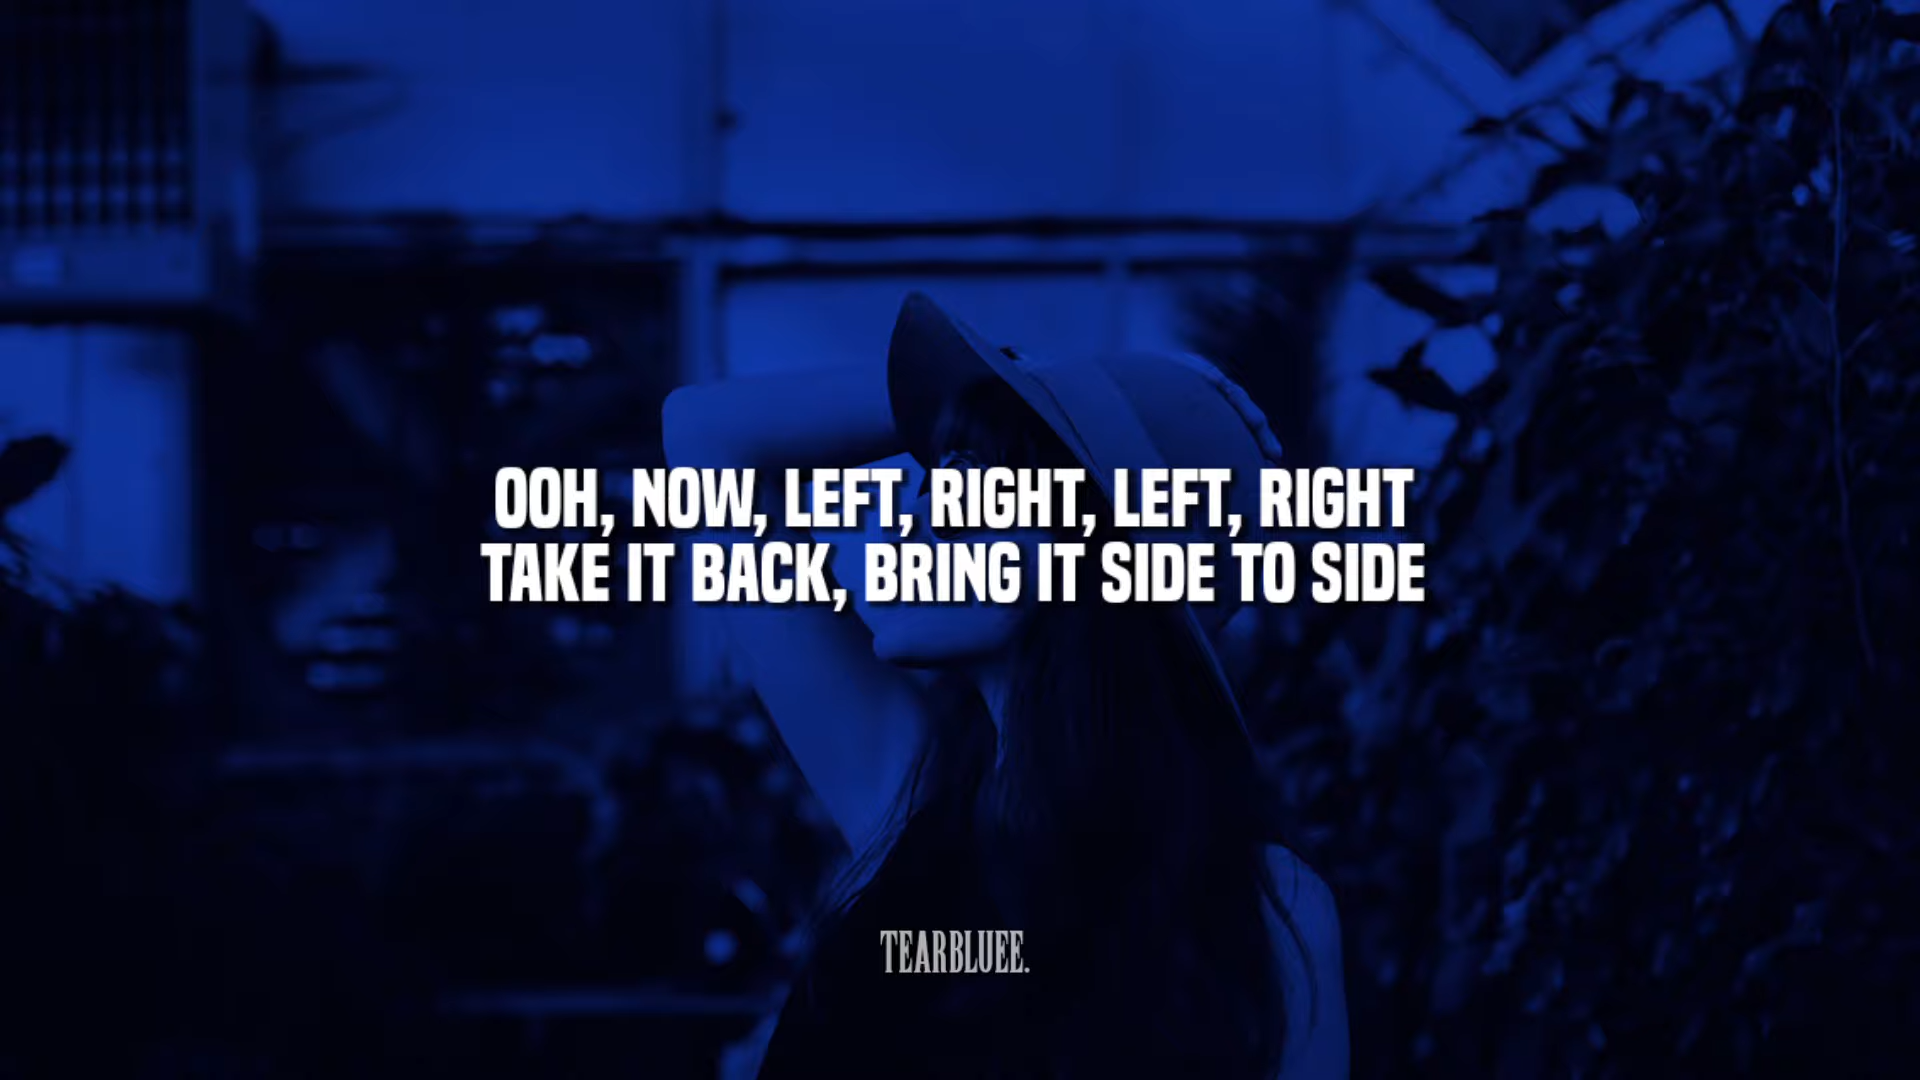 OOH, NOW, LEFT, RIGHT, LEFT, RIGHT
TAKE IT BACK, BRING IT SIDE TO SIDE
TEARBLUEE.